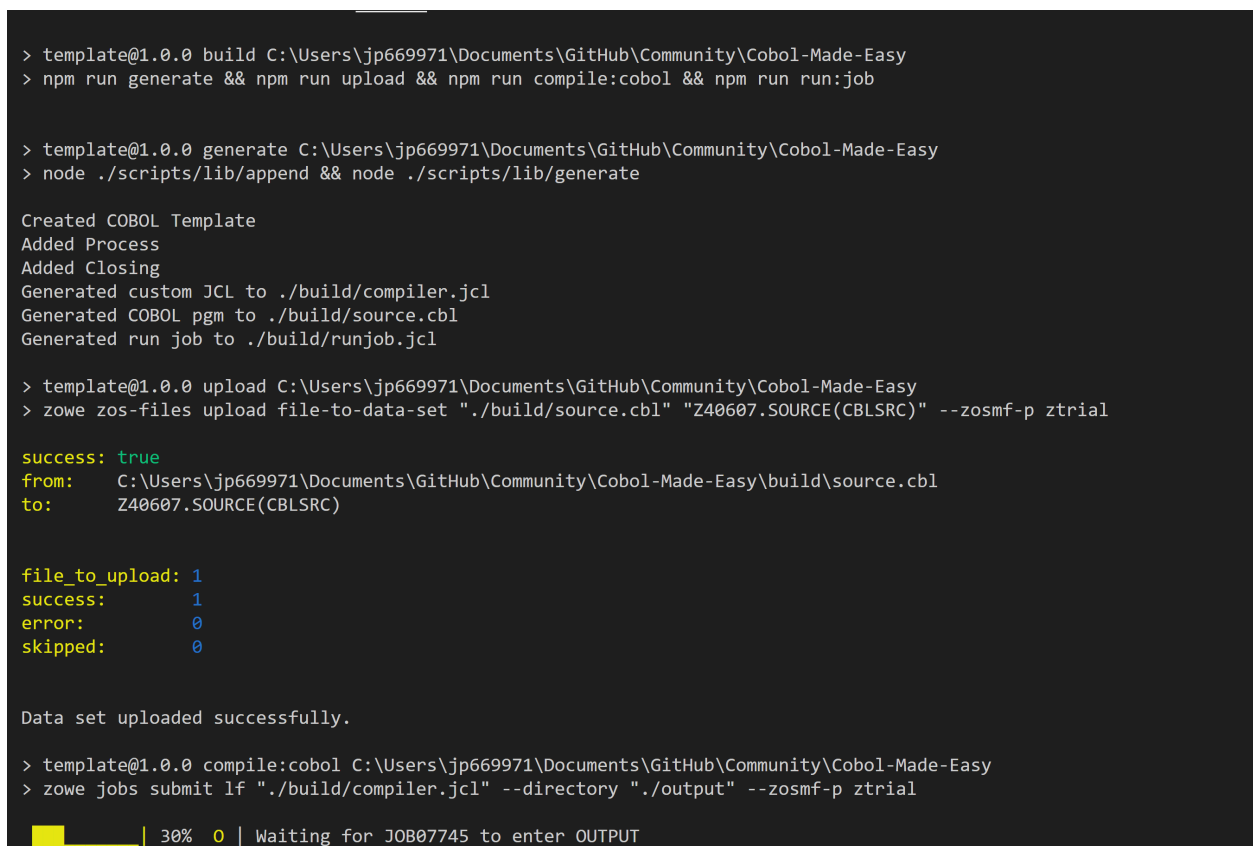 > template@1.0.0 build C:\Users\jp669971\Documents\GitHub\Community\Cobol-Made-Easy
> npm run generate && npm run upload && npm run compile:cobol && npm run run:job
> template@1.0.0 generate C:\Users\jp669971\Documents\GitHub\Community\Cobol-Made-Easy
> node ./scripts/lib/append && node ./scripts/lib/generate
Created COBOL Template
Added Process
Added Closing
Generated custom JCL to ./build/compiler.jcl
Generated COBOL pgm to ./build/source.cbl
Generated run job to ./build/runjob.jcl
> template@1.0.0 upload C:\Users\jp669971\Documents\GitHub\Community\Cobol-Made-Easy
> zowe zos-files upload file-to-data-set "./build/source.cbl" "Z40607.SOURCE(CBLSRC)" --zosmf-p ztrial
success: true
from:    C:\Users\jp669971\Documents\GitHub\Community\Cobol-Made-Easy\build\source.cbl
to:      Z40607.SOURCE(CBLSRC)
file_to_upload: 1
success:        1
error:          0
skipped:        0
Data set uploaded successfully.
> template@1.0.0 compile:cobol C:\Users\jp669971\Documents\GitHub\Community\Cobol-Made-Easy
> zowe jobs submit lf "./build/compiler.jcl" --directory "./output" --zosmf-p ztrial
| 30%  O | Waiting for JOB07745 to enter OUTPUT